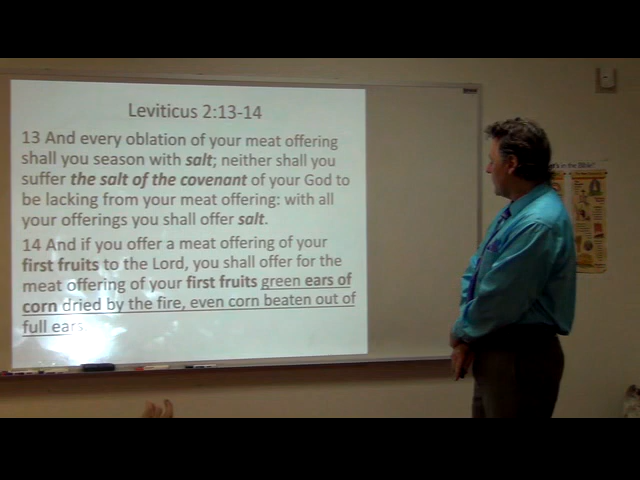 Leviticus 2:13-14
13 And every oblation of your meat offering
shall you season with salt; neither shall you
suffer the salt of the covenant of your God to
be lacking from your meat offering: with all
your offerings you shall offer salt.
14 And if you offer a meat offering of your
first fruits to the Lord, you shall offer for the
meat offering of your first fruits green ears of
corn dried by the fire, even corn beaten out of
full ears
in the Bible?